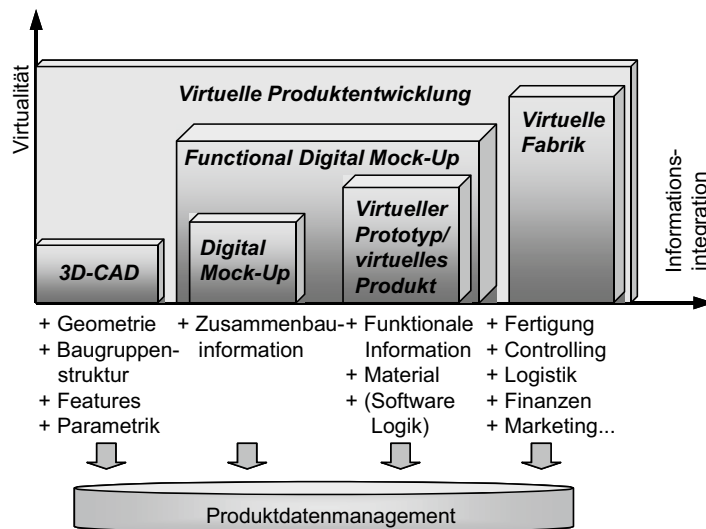 Virtualität
Virtuelle Produktentwicklung
Virtuelle
Fabrik
Functional Digital Mock-Up
Virtueller
Prototyp/
virtuelles
Produkt
Digital
Mock-Up
3D-CAD
Informations-
integration
+ Geometrie
+ Baugruppen-
struktur
+ Features
+ Parametrik
+ Zusammenbau-
information
+ Funktionale
Information
+ Material
+ (Software
Logik)
+ Fertigung
+ Controlling
+ Logistik
+ Finanzen
+ Marketing...
Produktdatenmanagement